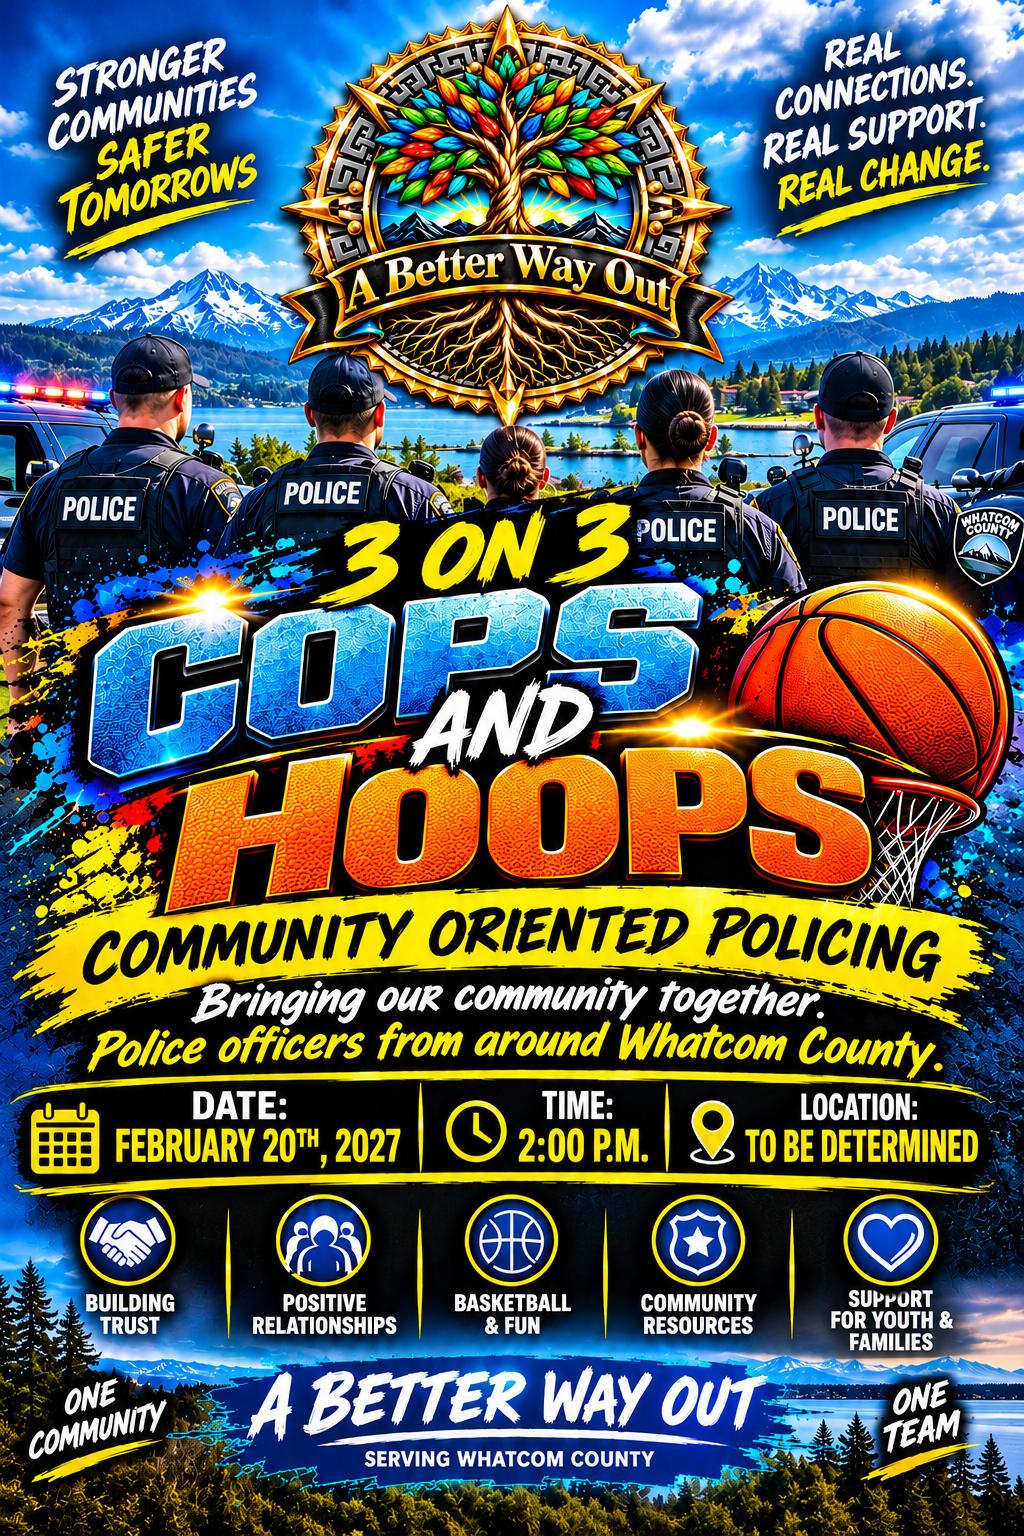 STRONGER
COMMUNITIES
SAFER
TOMORROWS
REAL
CONNECTIONS.
REAL SUPPORT.
REAL CHANGE.
A Better Way Out
POLICE
POLICE
POLICE
POLICE
WHATCOM
COUNTY
3 ON 3
COPS
AND
HOOPS
COMMUNITY ORIENTED POLICING
Bringing our community together.
Police officers from around Whatcom County.
DATE:
FEBRUARY 20TH, 2027
TIME:
2:00 P.M.
LOCATION:
TO BE DETERMINED
BUILDING
TRUST
POSITIVE
RELATIONSHIPS
BASKETBALL
& FUN
COMMUNITY
RESOURCES
SUPPORT
FOR YOUTH &
FAMILIES
ONE
COMMUNITY
A BETTER WAY OUT
SERVING WHATCOM COUNTY
ONE
TEAM